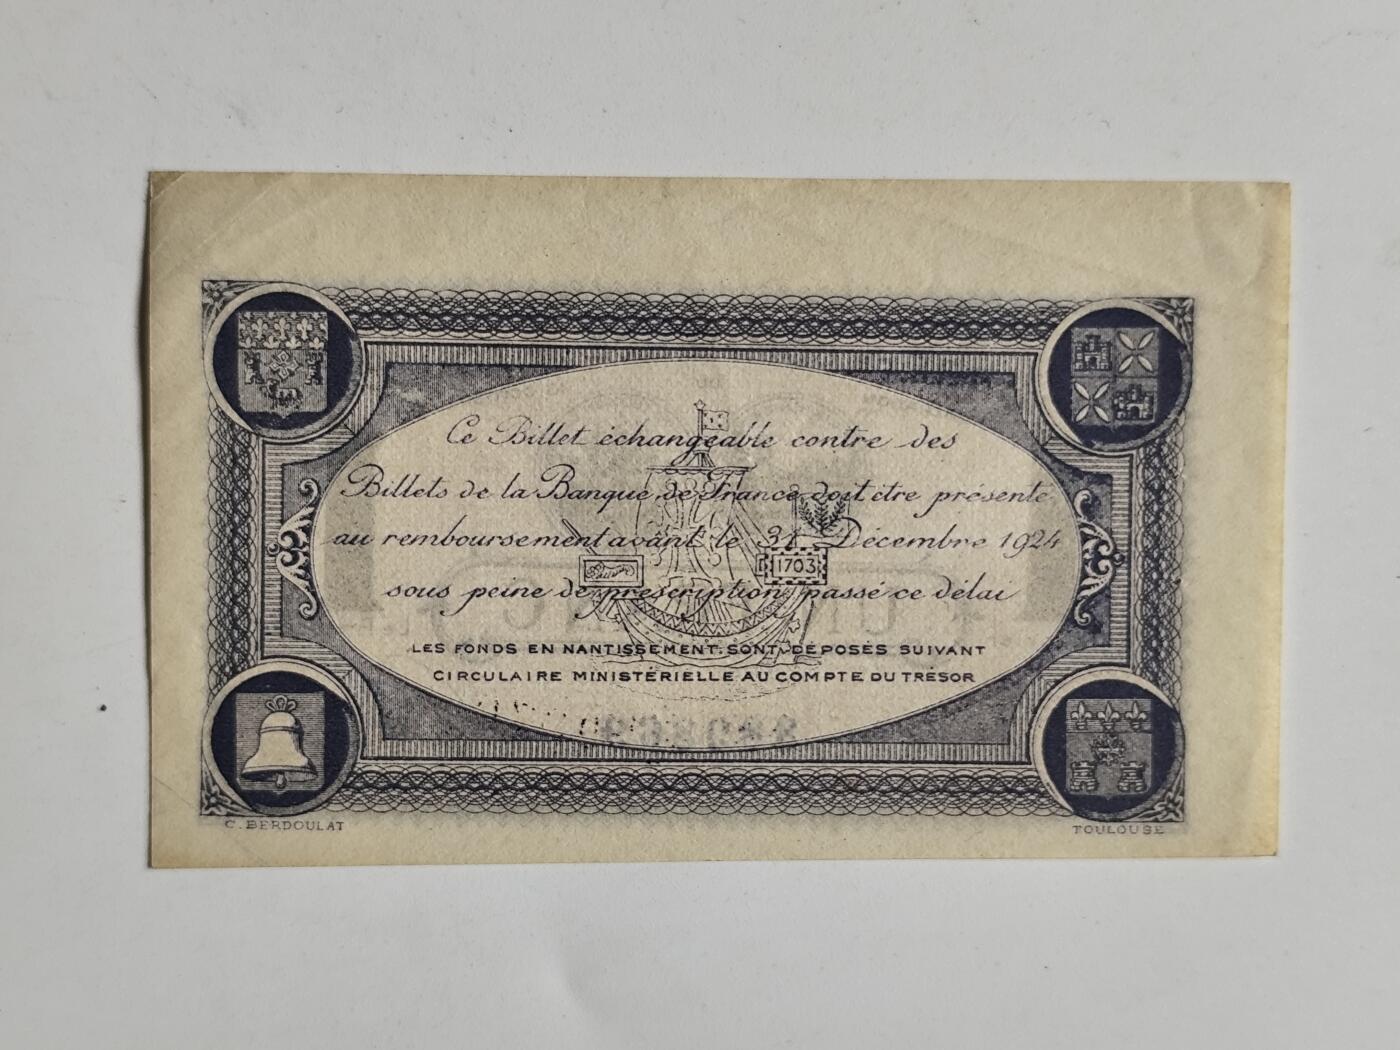 Ce Billet échangeable contre des
Billets de la Banque de France doit être présenté
au remboursement avant le 31 Décembre 1924
1703
sous peine de prescription passé ce délai
LES FONDS EN NANTISSEMENT SONT DÉPOSÉS SUIVANT
CIRCULAIRE MINISTÉRIELLE AU COMPTE DU TRÉSOR
C. BERDOULAT
TOULOUSE